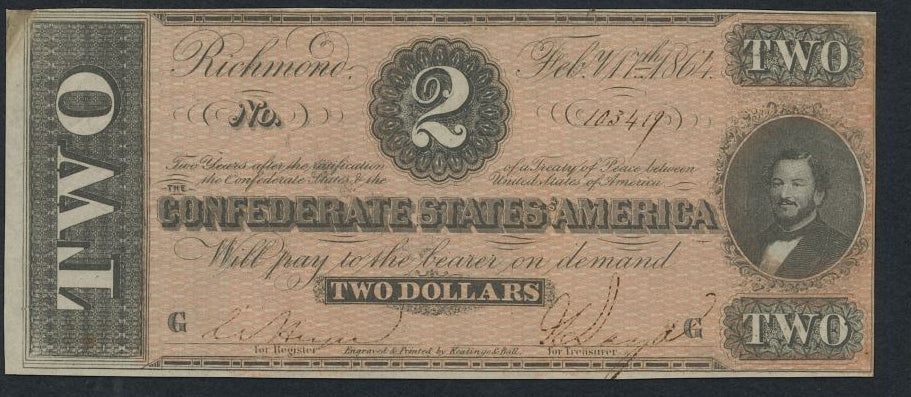 TWO
Richmond, Feb.y 17th 1864.
TWO
2
No. 103419
Two Years after the ratification of a Treaty of Peace between
the Confederate States & the United States of America
THE
CONFEDERATE STATES OF AMERICA
Will pay to the bearer on demand
TWO DOLLARS
G G
for Register Engraved & Printed by Keatinge & Ball. for Treasurer
TWO